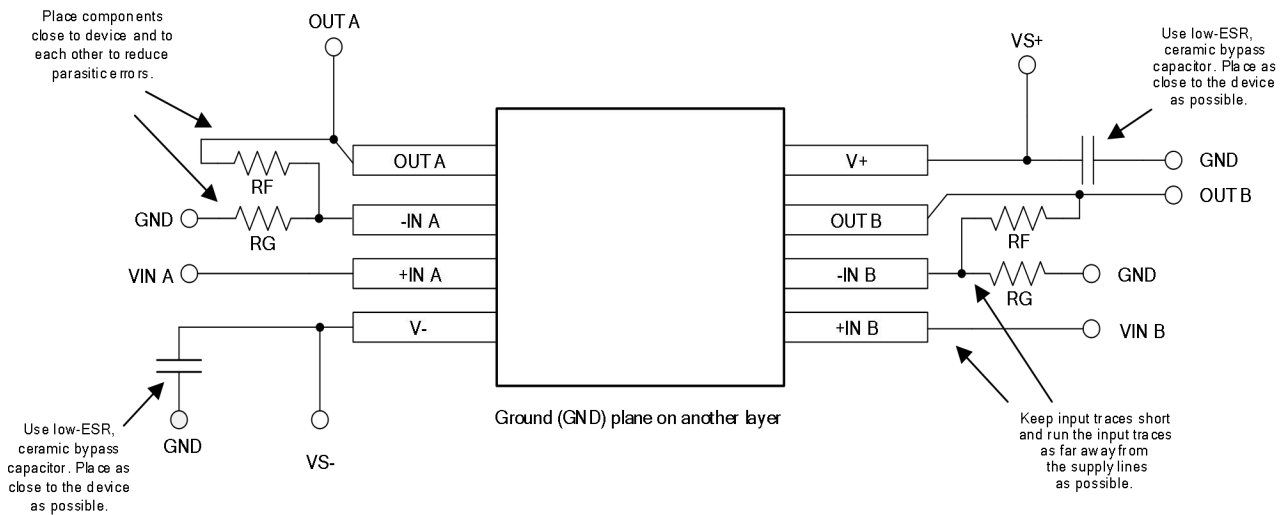 Place components
close to device and to
each other to reduce
parasitic errors.
OUT A
VS+
Use low-ESR,
ceramic bypass
capacitor. Place as
close to the device
as possible.
OUT A
RF
V+
GND
OUT B
GND
RG
-IN A
OUT B
RF
VIN A
+IN A
-IN B
RG
GND
V-
+IN B
VIN B
Use low-ESR,
ceramic bypass
capacitor. Place as
close to the device
as possible.
GND
VS-
Ground (GND) plane on another layer
Keep input traces short
and run the input traces
as far away from
the supply lines
as possible.